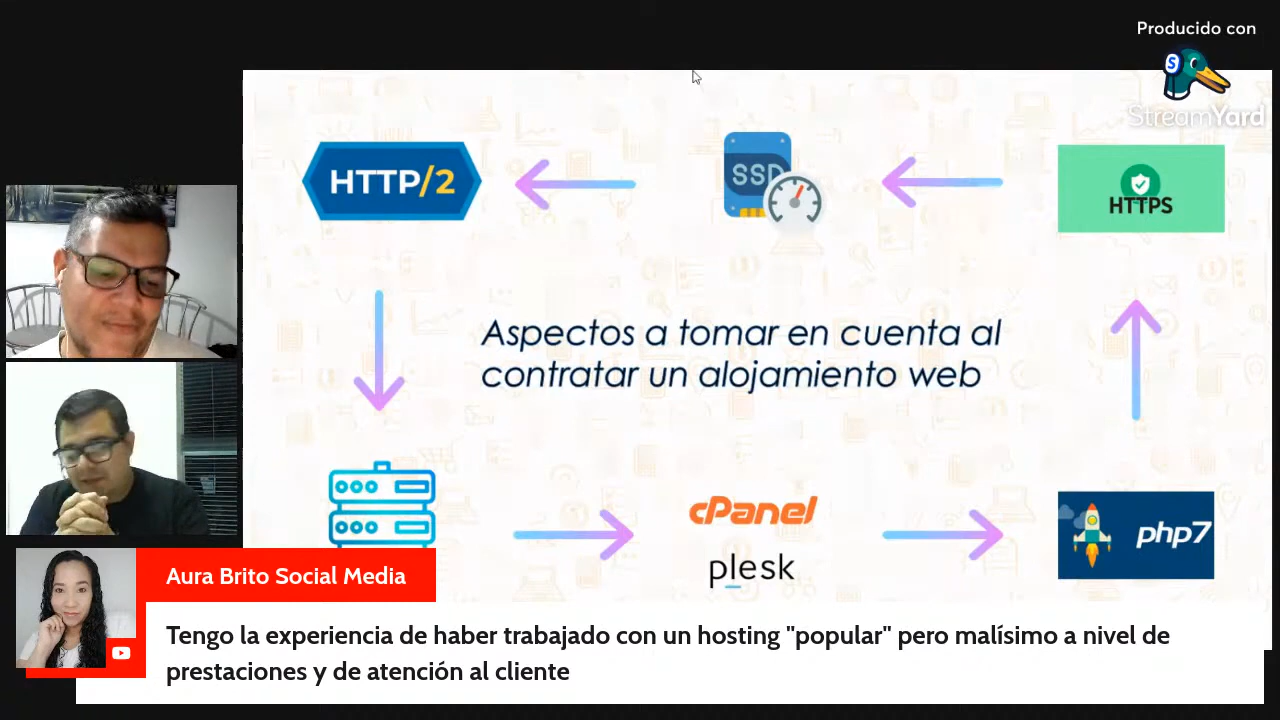 Producido con
StreamYard
HTTP/2
SSD
HTTPS
Aspectos a tomar en cuenta al
contratar un alojamiento web
cPanel
plesk
php7
Aura Brito Social Media
Tengo la experiencia de haber trabajado con un hosting "popular" pero malísimo a nivel de
prestaciones y de atención al cliente